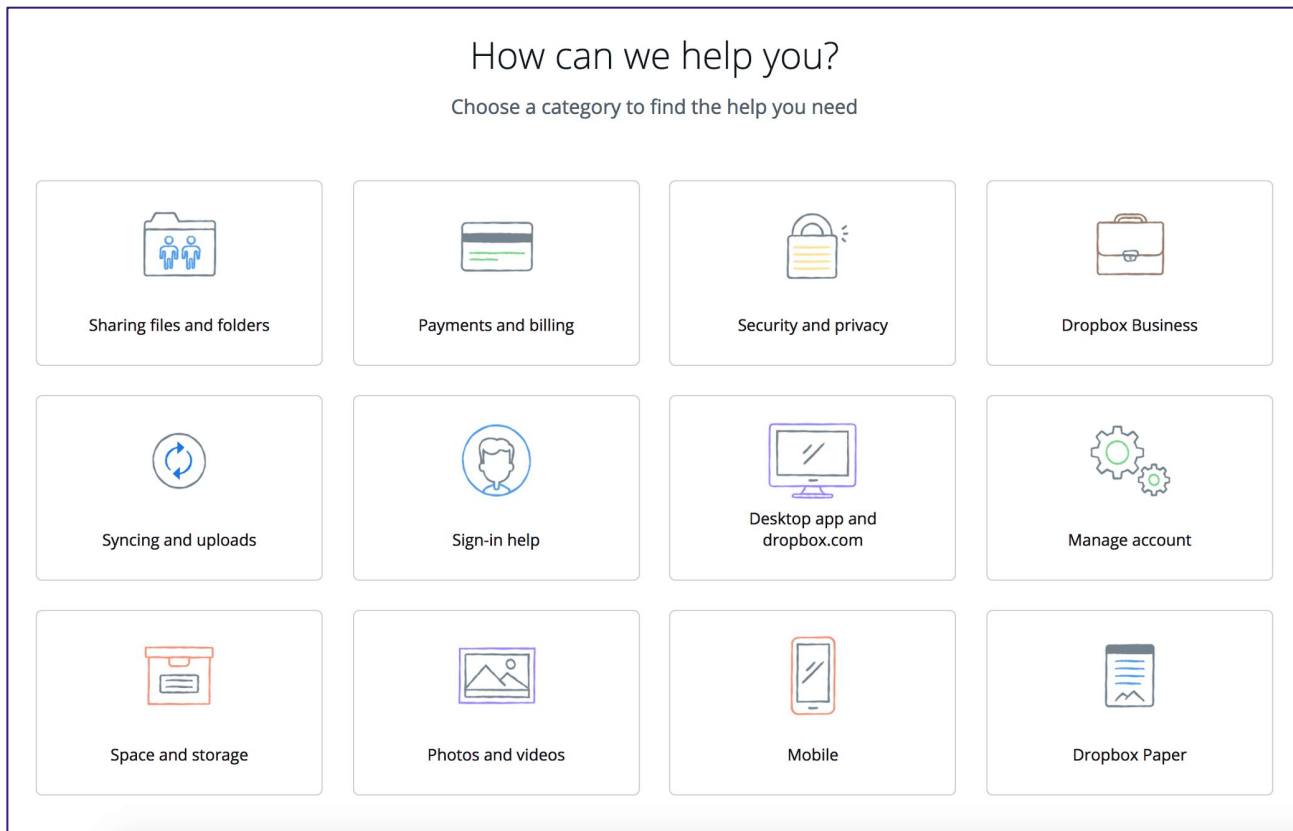 How can we help you?
Choose a category to find the help you need
Sharing files and folders
Payments and billing
Security and privacy
Dropbox Business
Syncing and uploads
Sign-in help
Desktop app and
dropbox.com
Manage account
Space and storage
Photos and videos
Mobile
Dropbox Paper